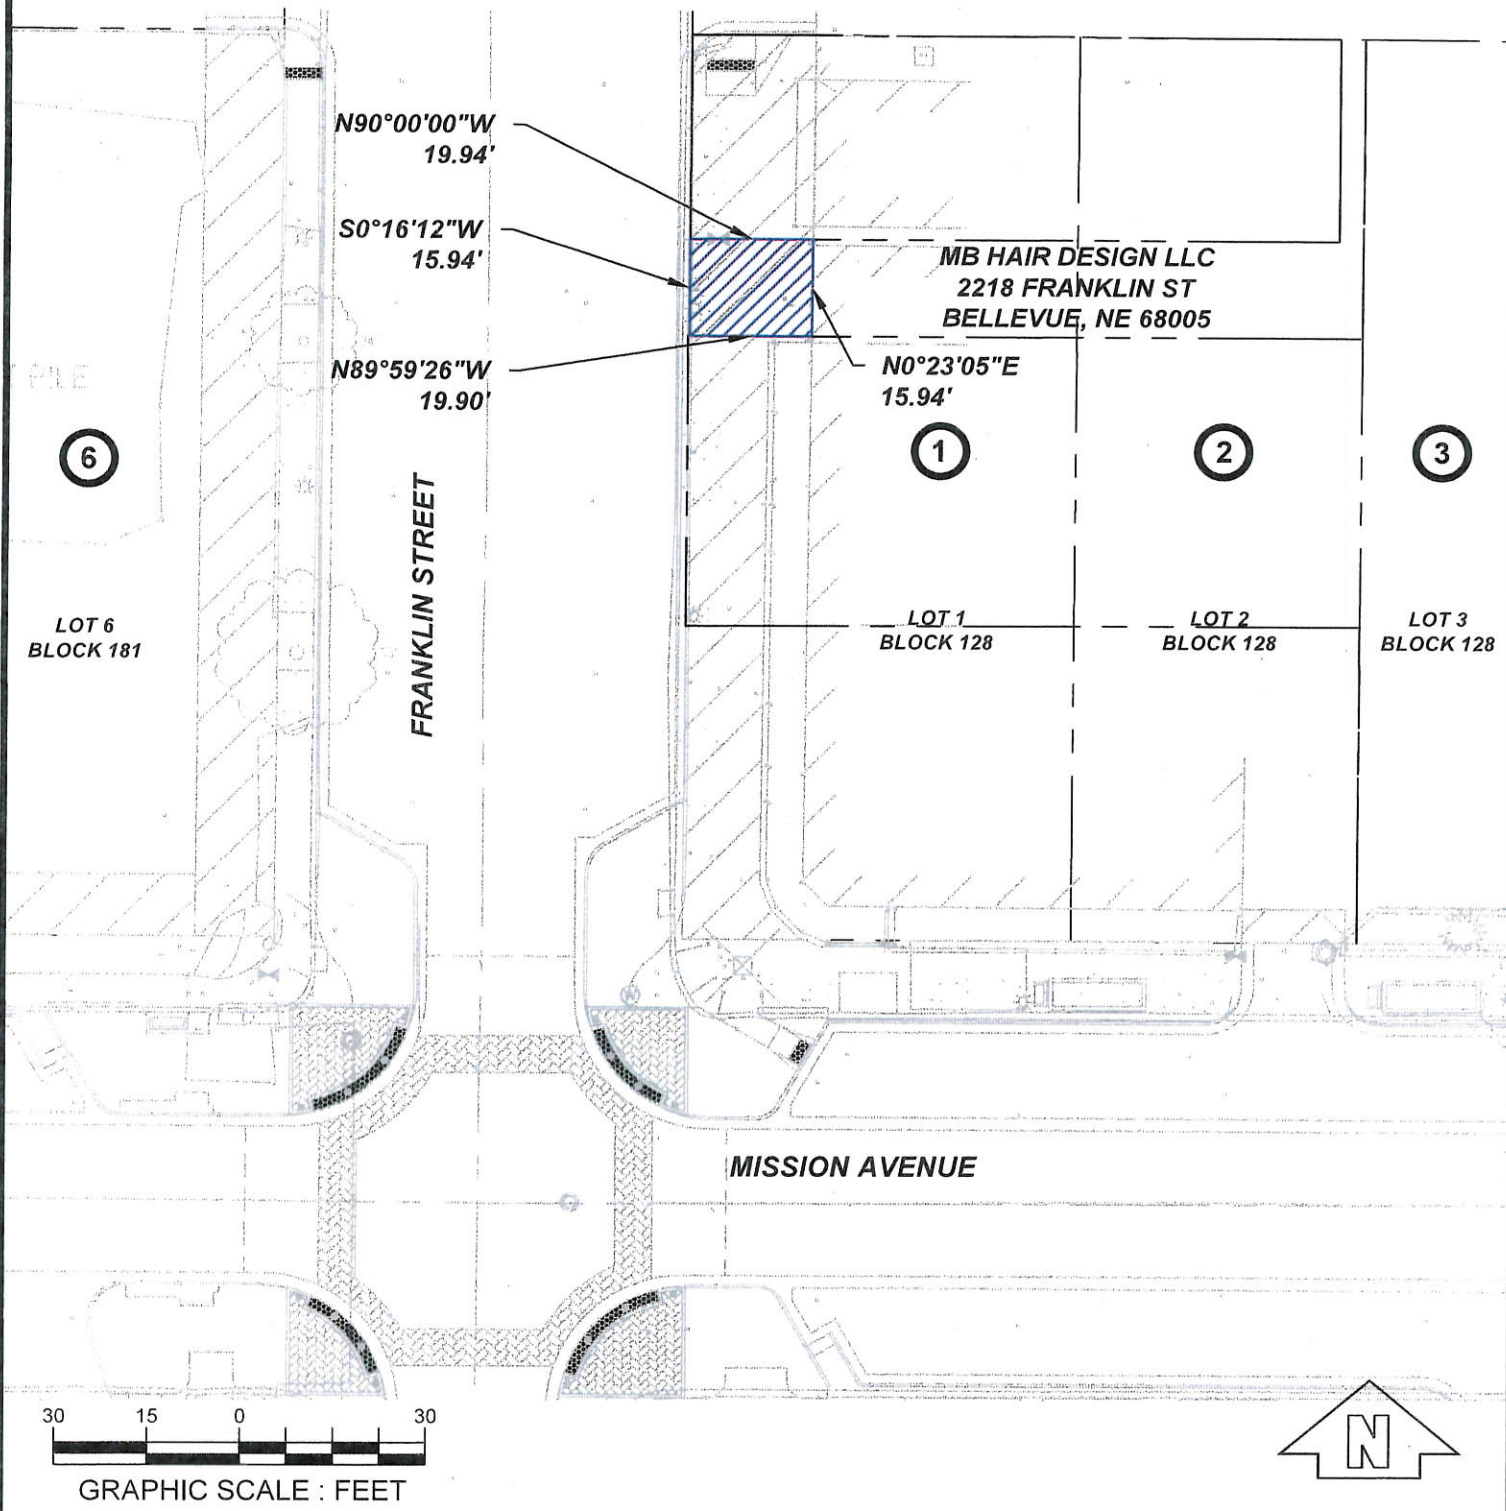 N90°00'00"W
19.94'
S0°16'12"W
15.94'
MB HAIR DESIGN LLC
2218 FRANKLIN ST
BELLEVUE, NE 68005
N89°59'26"W
19.90'
N0°23'05"E
15.94'
PILE
6
1
2
3
FRANKLIN STREET
LOT 6
BLOCK 181
LOT 1
BLOCK 128
LOT 2
BLOCK 128
LOT 3
BLOCK 128
MISSION AVENUE
30 15 0 30
GRAPHIC SCALE : FEET
N